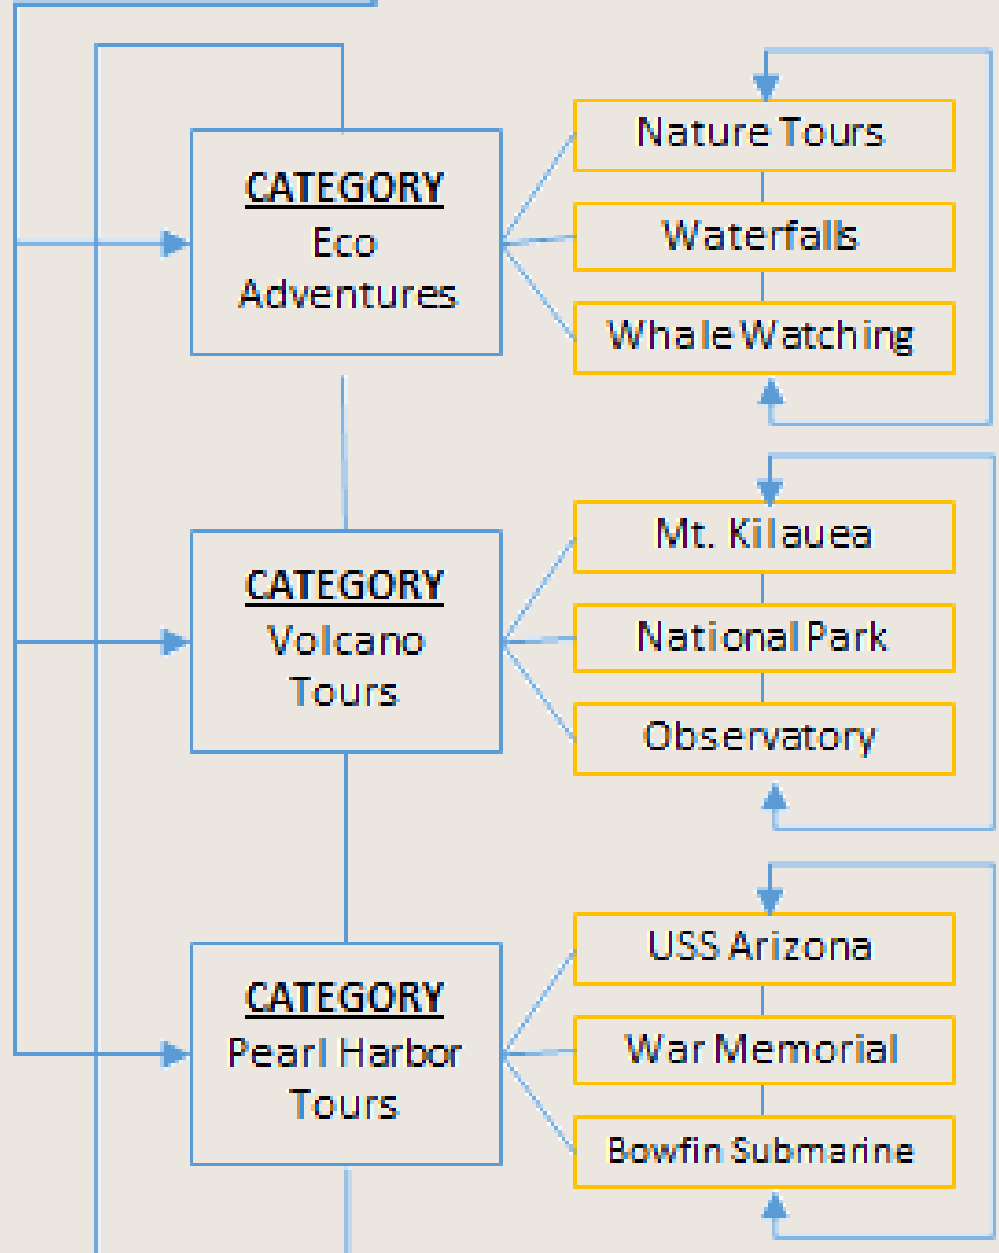 CATEGORY
Eco
Adventures
Nature Tours
Waterfalls
Whale Watching
CATEGORY
Volcano
Tours
Mt. Kilauea
National Park
Observatory
CATEGORY
Pearl Harbor
Tours
USS Arizona
War Memorial
Bowfin Submarine